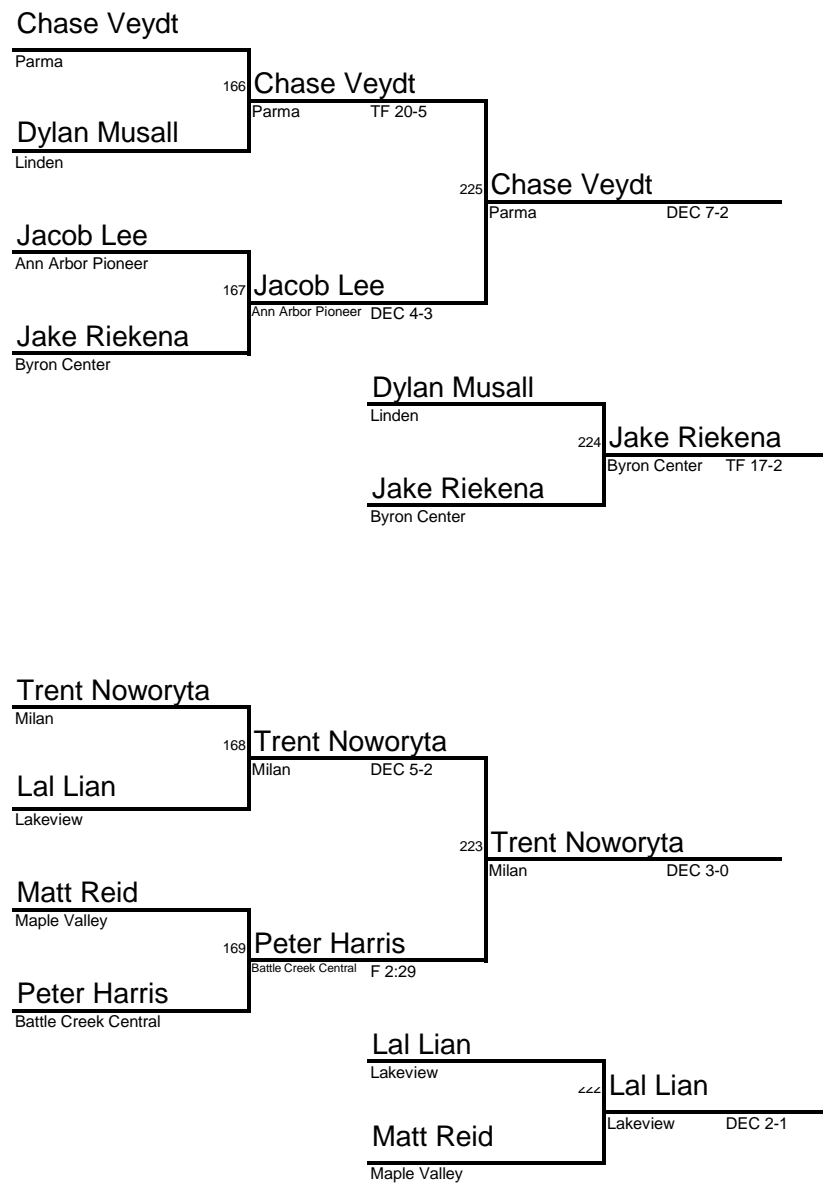 Chase Veydt
Parma
166 Chase Veydt
Parma TF 20-5
Dylan Musall
Linden
225 Chase Veydt
Parma DEC 7-2
Jacob Lee
Ann Arbor Pioneer
167 Jacob Lee
Ann Arbor Pioneer DEC 4-3
Jake Riekena
Byron Center
Dylan Musall
Linden
224 Jake Riekena
Byron Center TF 17-2
Jake Riekena
Byron Center
Trent Noworyta
Milan
168 Trent Noworyta
Milan DEC 5-2
Lal Lian
Lakeview
223 Trent Noworyta
Milan DEC 3-0
Matt Reid
Maple Valley
169 Peter Harris
Battle Creek Central F 2:29
Peter Harris
Battle Creek Central
Lal Lian
Lakeview
222 Lal Lian
Lakeview DEC 2-1
Matt Reid
Maple Valley